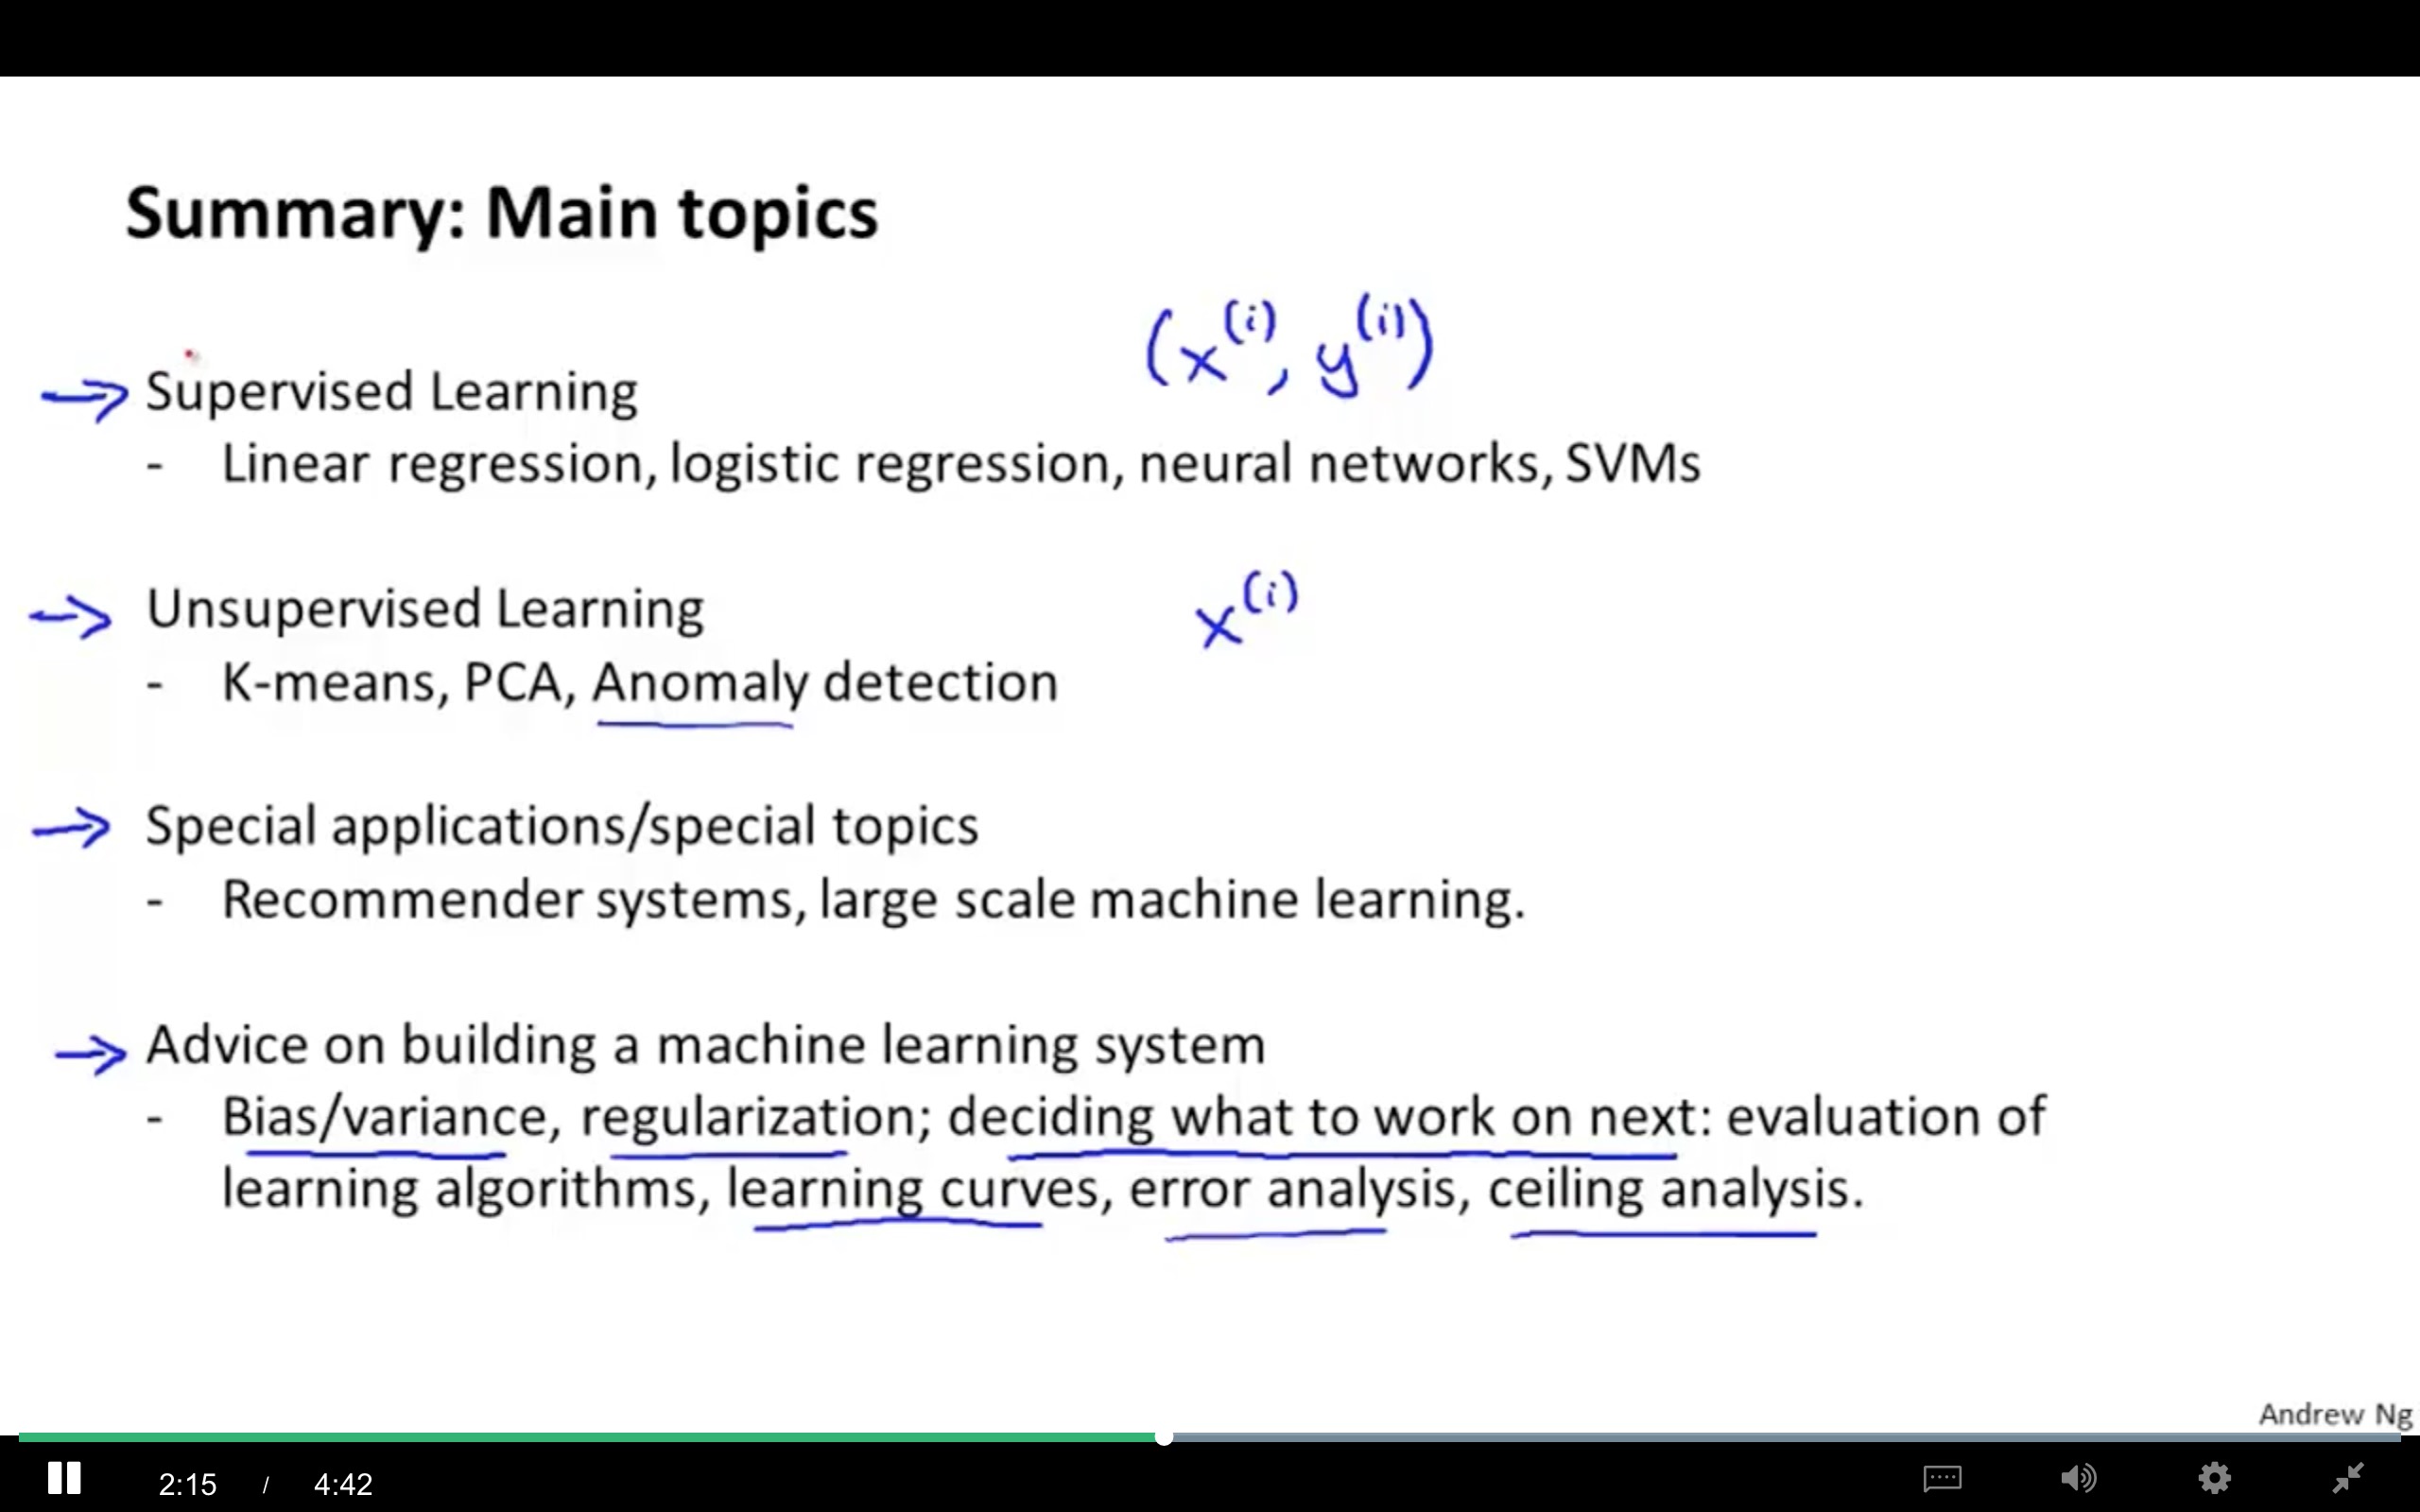 Summary: Main topics
(x^(i), y^(i))
Supervised Learning
- Linear regression, logistic regression, neural networks, SVMs
Unsupervised Learning
x^(i)
- K-means, PCA, Anomaly detection
Special applications/special topics
- Recommender systems, large scale machine learning.
Advice on building a machine learning system
- Bias/variance, regularization; deciding what to work on next: evaluation of
learning algorithms, learning curves, error analysis, ceiling analysis.
Andrew Ng
2:15 / 4:42